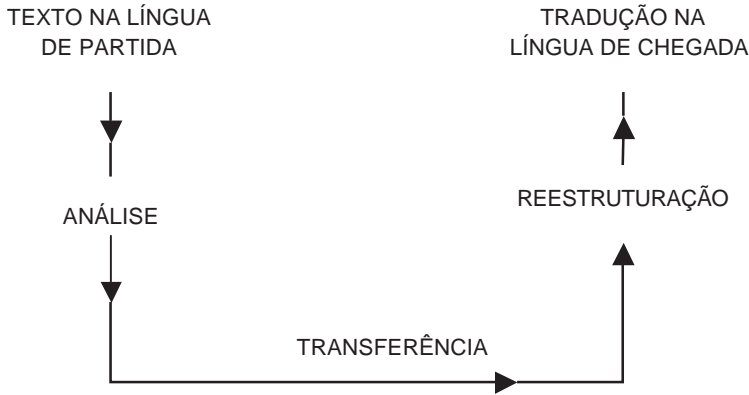 TEXTO NA LÍNGUA
DE PARTIDA
TRADUÇÃO NA
LÍNGUA DE CHEGADA
ANÁLISE
REESTRUTURAÇÃO
TRANSFERÊNCIA